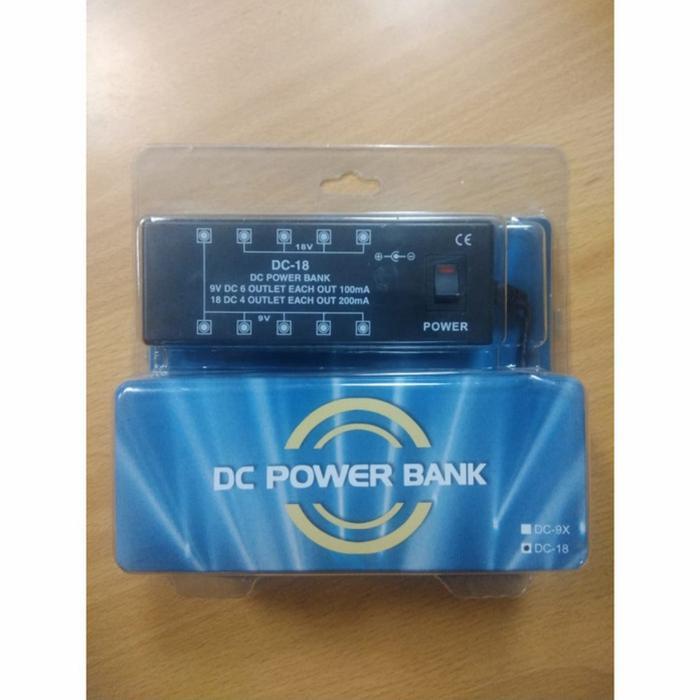 CE
18V
DC-18
DC POWER BANK
9V DC 6 OUTLET EACH OUT 100mA
18 DC 4 OUTLET EACH OUT 200mA
9V
POWER
DC POWER BANK
DC-9X
DC-18